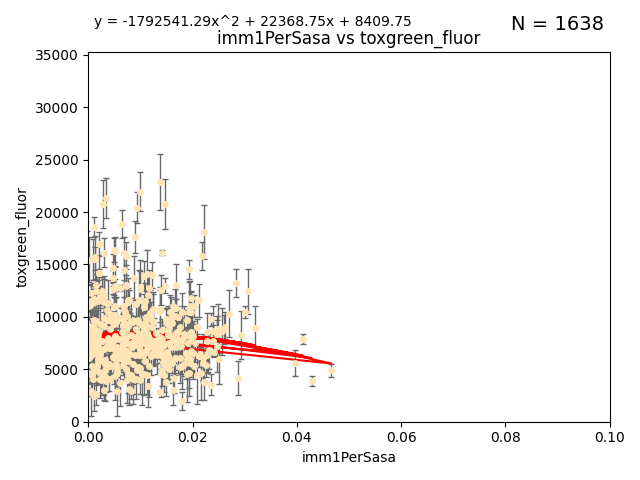 y = -1792541.29x^2 + 22368.75x + 8409.75
N = 1638
imm1PerSasa vs toxgreen_fluor
35000
30000
25000
20000
15000
10000
5000
0
toxgreen_fluor
0.00
0.02
0.04
0.06
0.08
0.10
imm1PerSasa